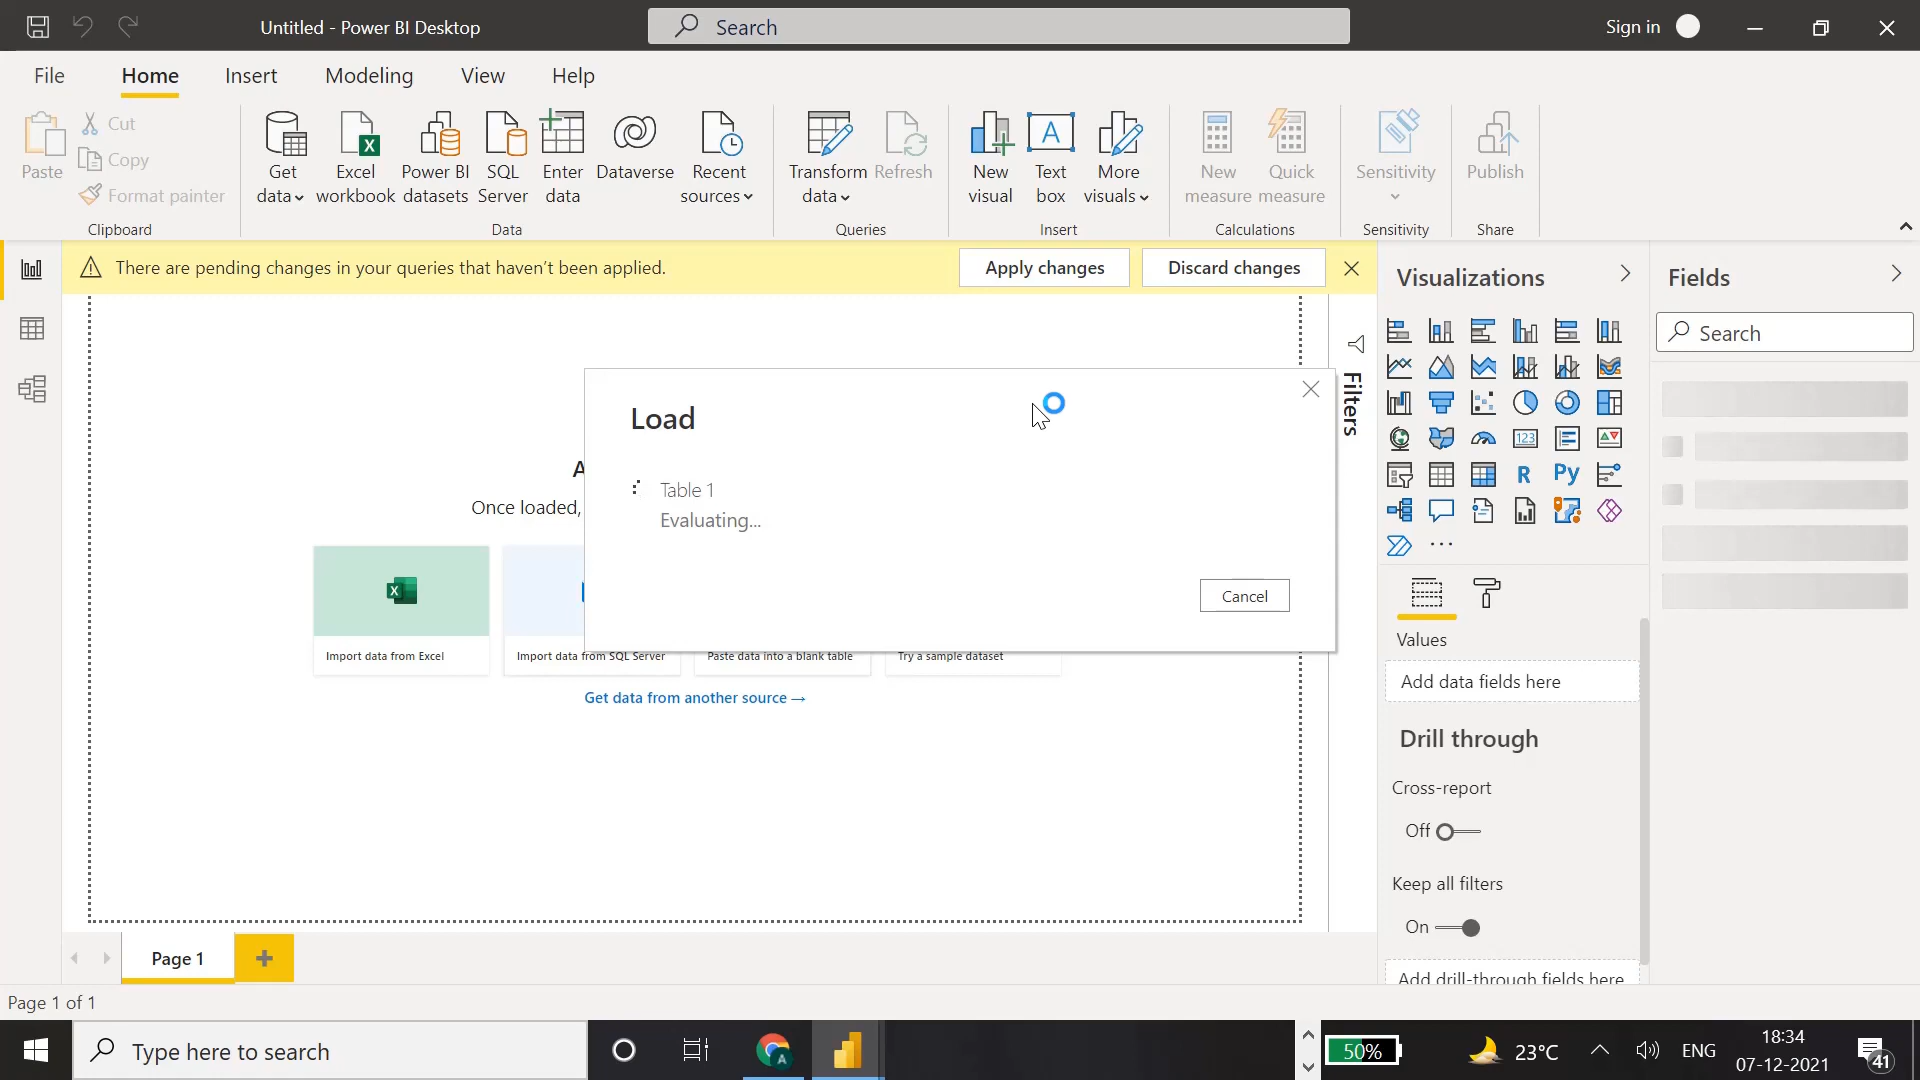 Untitled - Power BI Desktop
Search
Sign in
File
Home
Insert
Modeling
View
Help
Paste
Cut
Copy
Format painter
Clipboard
Get data
Excel workbook
Power BI datasets
SQL Server
Enter data
Dataverse
Recent sources
Data
Transform data
Refresh
Queries
New visual
Text box
More visuals
Insert
New measure
Quick measure
Calculations
Sensitivity
Sensitivity
Publish
Share
There are pending changes in your queries that haven't been applied.
Apply changes
Discard changes
Visualizations
Fields
Search
Filters
Load
Table 1
Evaluating...
Cancel
A
Once loaded,
Import data from Excel
Import data from SQL Server
Paste data into a blank table
Try a sample dataset
Get data from another source →
123
R
Py
Values
Add data fields here
Drill through
Cross-report
Off
Keep all filters
On
Add drill-through fields here
Page 1
Page 1 of 1
Type here to search
50%
23°C
ENG
18:34
07-12-2021
41